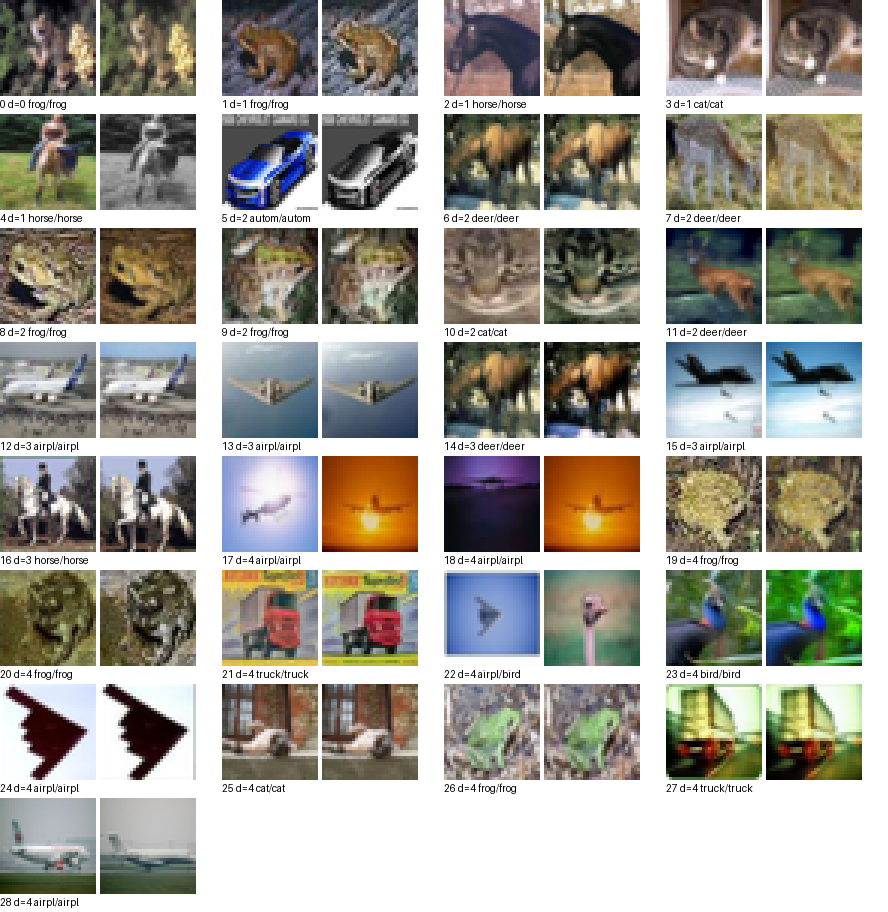 0 d=0 frog/frog
1 d=1 frog/frog
2 d=1 horse/horse
3 d=1 cat/cat
4 d=1 horse/horse
5 d=2 autom/autom
6 d=2 deer/deer
7 d=2 deer/deer
8 d=2 frog/frog
9 d=2 frog/frog
10 d=2 cat/cat
11 d=2 deer/deer
12 d=3 airpl/airpl
13 d=3 airpl/airpl
14 d=3 deer/deer
15 d=3 airpl/airpl
16 d=3 horse/horse
17 d=4 airpl/airpl
18 d=4 airpl/airpl
19 d=4 frog/frog
20 d=4 frog/frog
21 d=4 truck/truck
22 d=4 airpl/bird
23 d=4 bird/bird
24 d=4 airpl/airpl
25 d=4 cat/cat
26 d=4 frog/frog
27 d=4 truck/truck
28 d=4 airpl/airpl